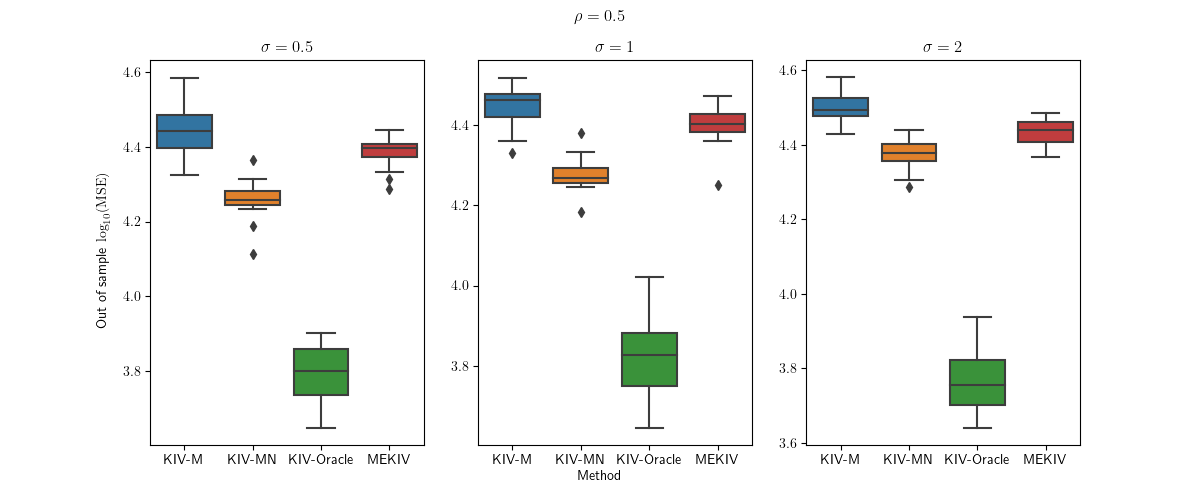 ρ = 0.5
σ = 0.5
σ = 1
σ = 2
Out of sample log₁₀(MSE)
4.6
4.4
4.2
4.0
3.8
4.4
4.2
4.0
3.8
4.6
4.4
4.2
4.0
3.8
3.6
KIV-M KIV-MN KIV-Oracle MEKIV
KIV-M KIV-MN KIV-Oracle MEKIV
KIV-M KIV-MN KIV-Oracle MEKIV
Method